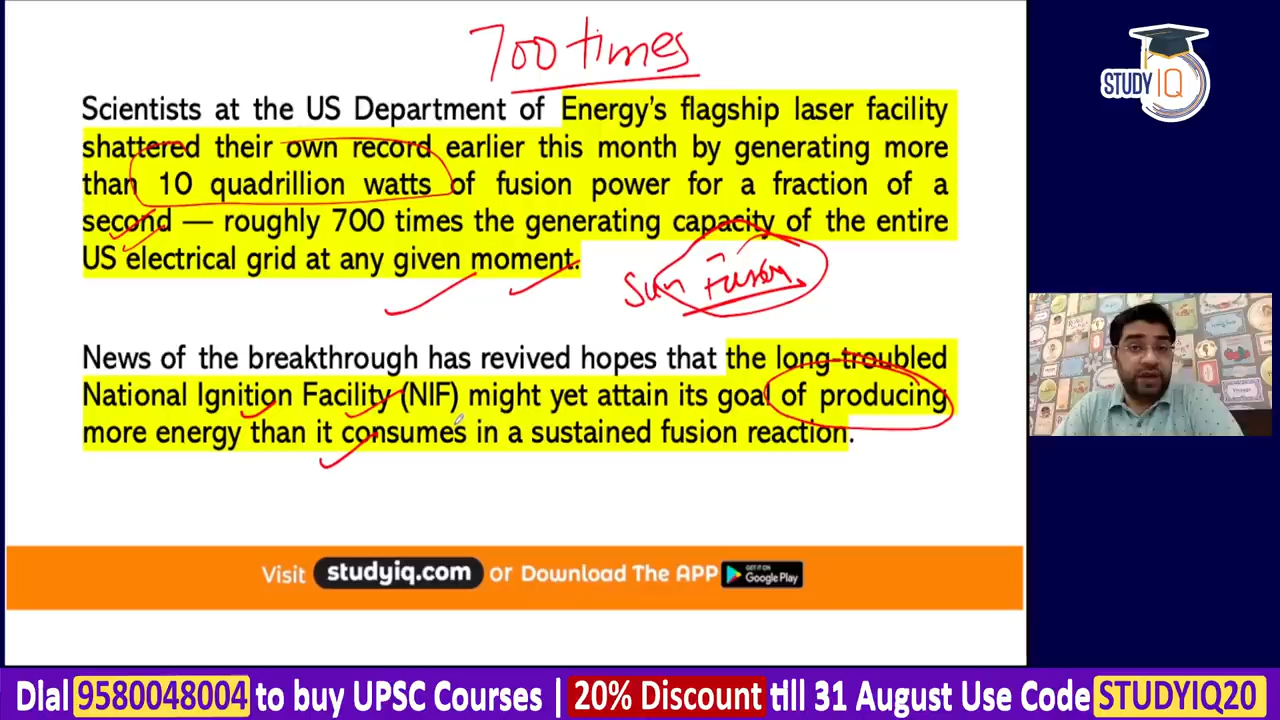 700 times
STUDY IQ
Scientists at the US Department of Energy's flagship laser facility
shattered their own record earlier this month by generating more
than 10 quadrillion watts of fusion power for a fraction of a
second — roughly 700 times the generating capacity of the entire
US electrical grid at any given moment.
Sun Fusion
News of the breakthrough has revived hopes that the long-troubled
National Ignition Facility (NIF) might yet attain its goal of producing
more energy than it consumes in a sustained fusion reaction.
Visit studyiq.com or Download The APP GET IT ON Google Play
Dial 9580048004 to buy UPSC Courses | 20% Discount till 31 August Use Code STUDYIQ20